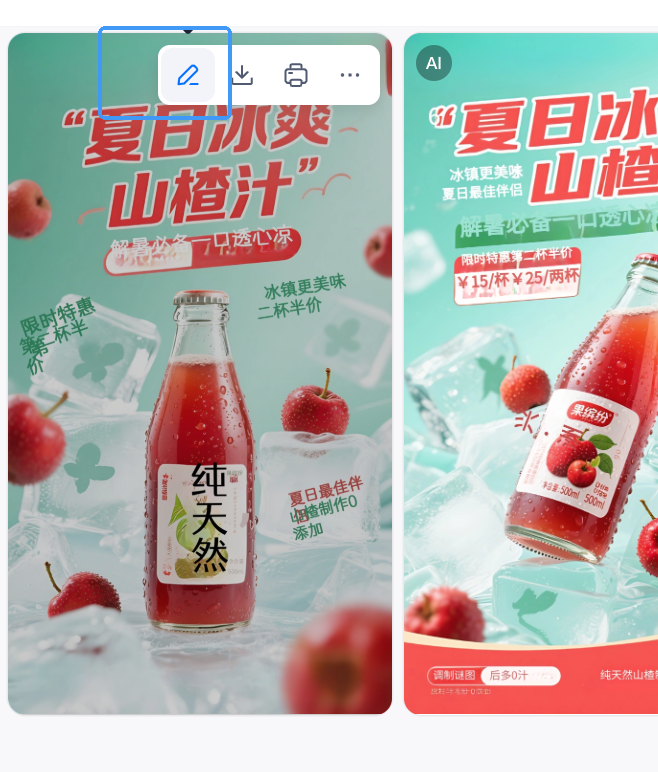 “夏日冰爽
山楂汁”
解暑必备一口透心凉
冰镇更美味
二杯半价
限时特惠
第二杯半
价
纯天然
夏日最佳伴
侣
山楂制作0
添加
AI
“夏日冰
山楂
冰镇更美味
夏日最佳伴侣
解暑必备一口透心凉
限时特惠第二杯半价
￥15/杯￥25/两杯
果缤纷
净含量:500ml
500ml
调制谜图
后多0汁
纯天然山楂